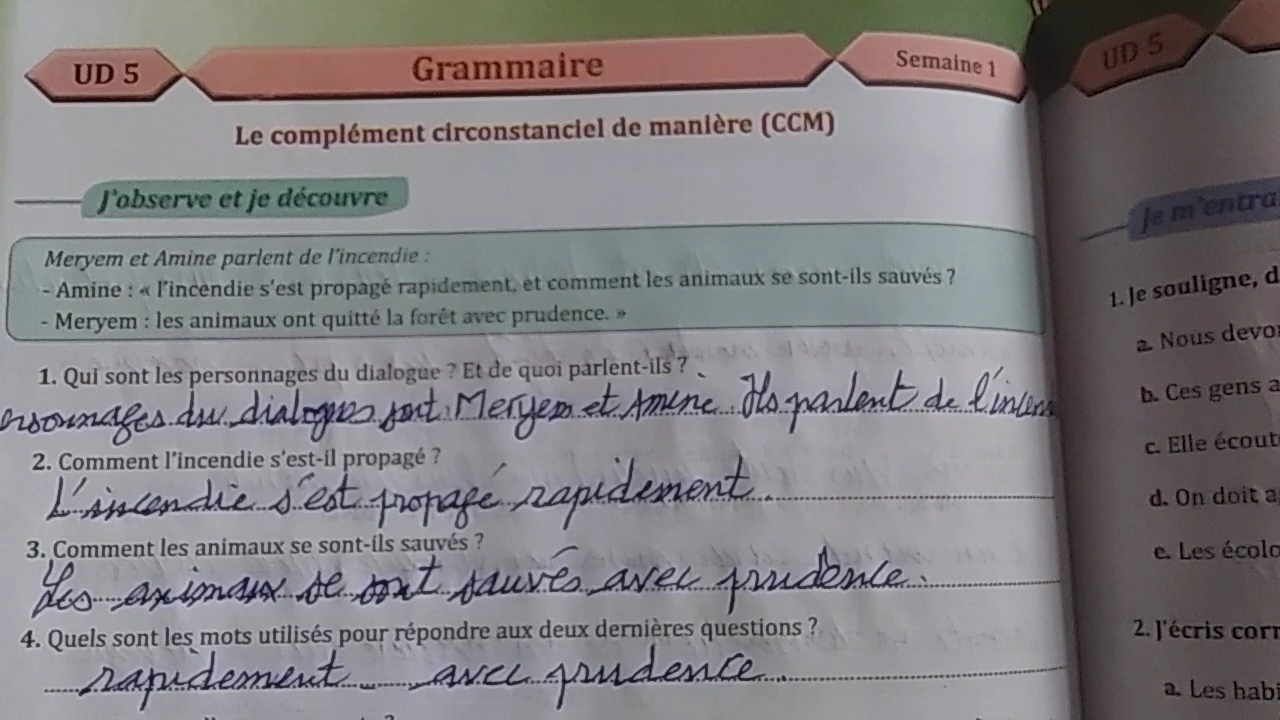 UD 5
Grammaire
Semaine 1
Le complément circonstanciel de manière (CCM)
J'observe et je découvre
Meryem et Amine parlent de l'incendie :
- Amine : « l'incendie s'est propagé rapidement, et comment les animaux se sont-ils sauvés ?
- Meryem : les animaux ont quitté la forêt avec prudence. »
1. Qui sont les personnages du dialogue ? Et de quoi parlent-ils ?
ersonnages du dialogue sont Meryem et Amine. Ils parlent de l'incen
2. Comment l'incendie s'est-il propagé ?
L'incendie s'est propagé rapidement.
3. Comment les animaux se sont-ils sauvés ?
Les animaux se sont sauvés avec prudence.
4. Quels sont les mots utilisés pour répondre aux deux dernières questions ?
rapidement avec prudence
UD 5
Je m'entra
1. Je souligne, d
a. Nous devo
b. Ces gens a
c. Elle écout
d. On doit a
e. Les écolo
2. J'écris corr
a. Les habi